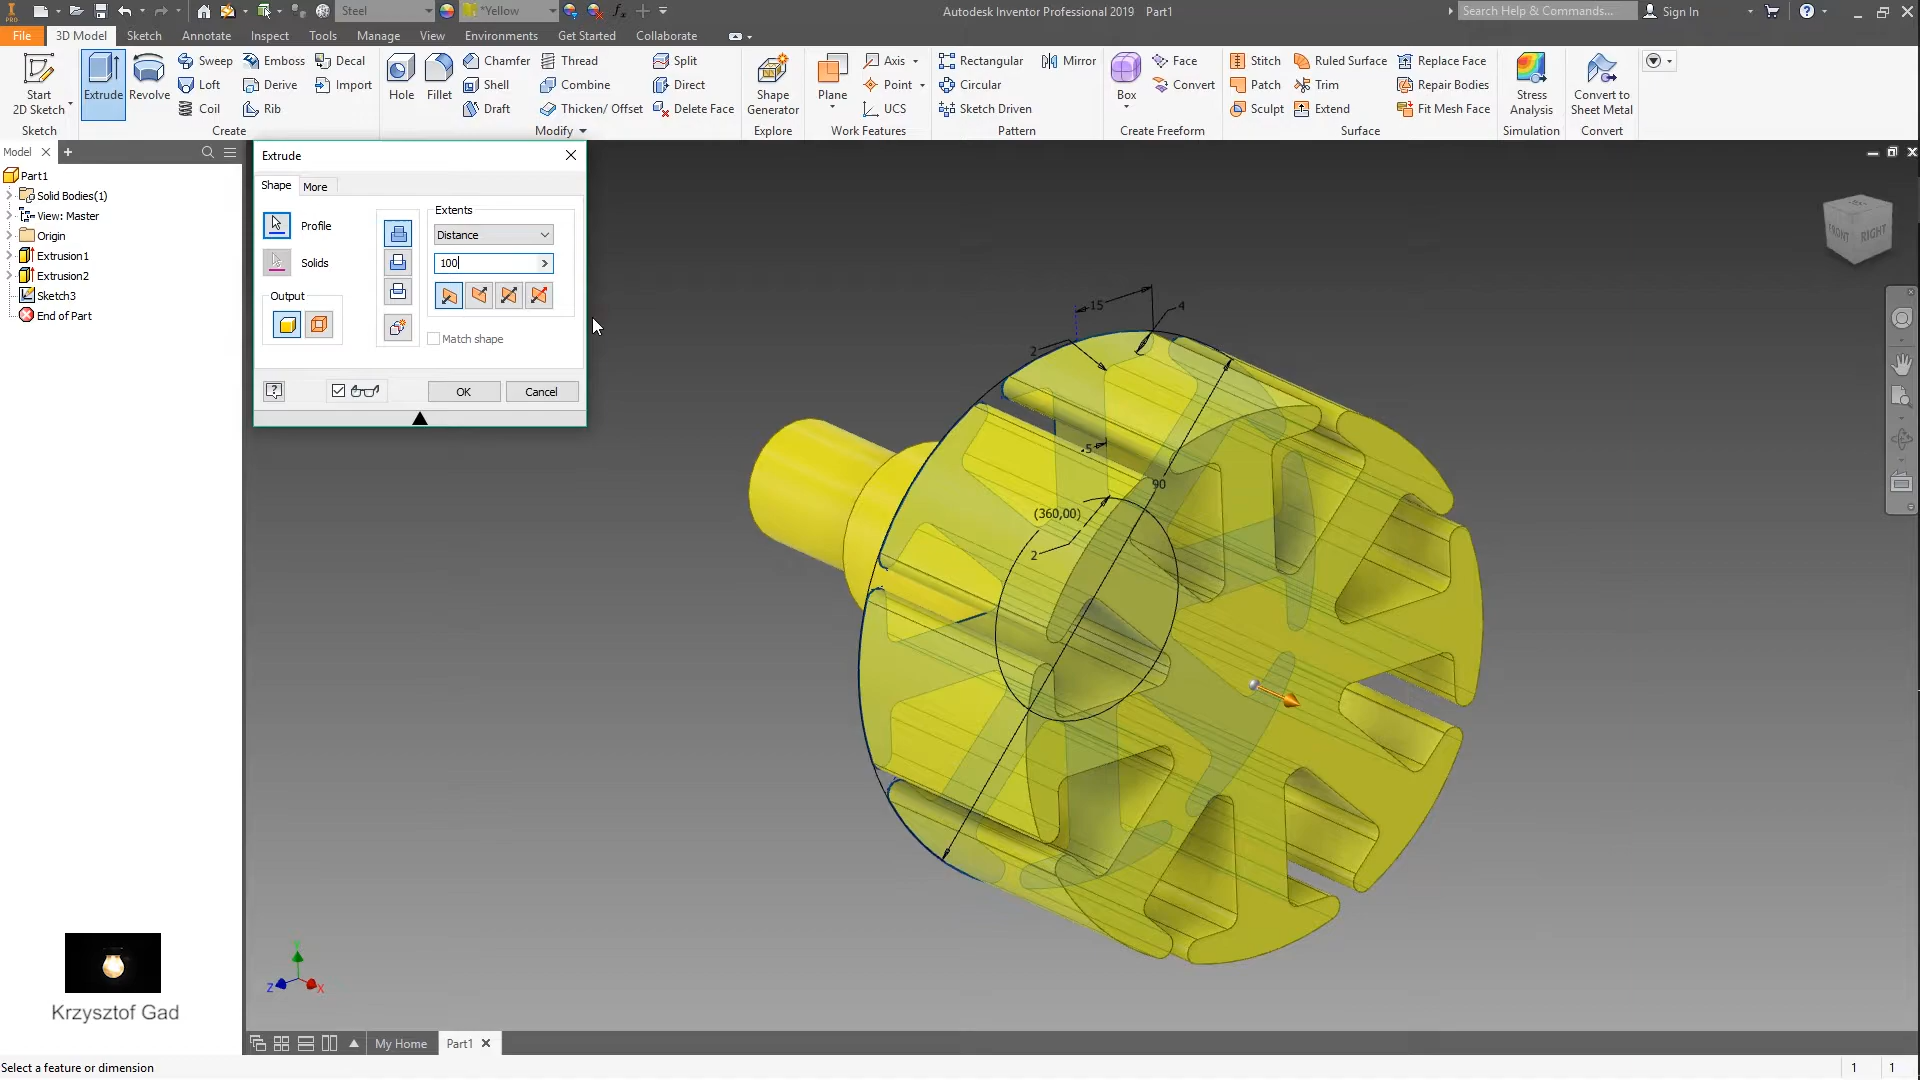 PRO
Steel
*Yellow
Autodesk Inventor Professional 2019 Part1
Search Help & Commands...
Sign In
File 3D Model Sketch Annotate Inspect Tools Manage View Environments Get Started Collaborate
Start
2D Sketch
Sketch
Extrude
Revolve
Sweep
Loft
Coil
Emboss
Derive
Rib
Decal
Import
Create
Hole
Fillet
Chamfer
Shell
Draft
Thread
Combine
Thicken/ Offset
Split
Direct
Delete Face
Modify
Shape
Generator
Explore
Plane
Axis
Point
UCS
Work Features
Rectangular
Circular
Sketch Driven
Mirror
Pattern
Box
Face
Convert
Create Freeform
Stitch
Patch
Sculpt
Ruled Surface
Trim
Extend
Replace Face
Repair Bodies
Fit Mesh Face
Surface
Stress
Analysis
Simulation
Convert to
Sheet Metal
Convert
Model
Part1
Solid Bodies(1)
View: Master
Origin
Extrusion1
Extrusion2
Sketch3
End of Part
Extrude
Shape More
Profile
Solids
Output
Extents
Distance
100
Match shape
OK Cancel
15
4
2
90
(360,00)
2
FRONT
RIGHT
Y
Z
X
Krzysztof Gad
My Home Part1
Select a feature or dimension
1 1